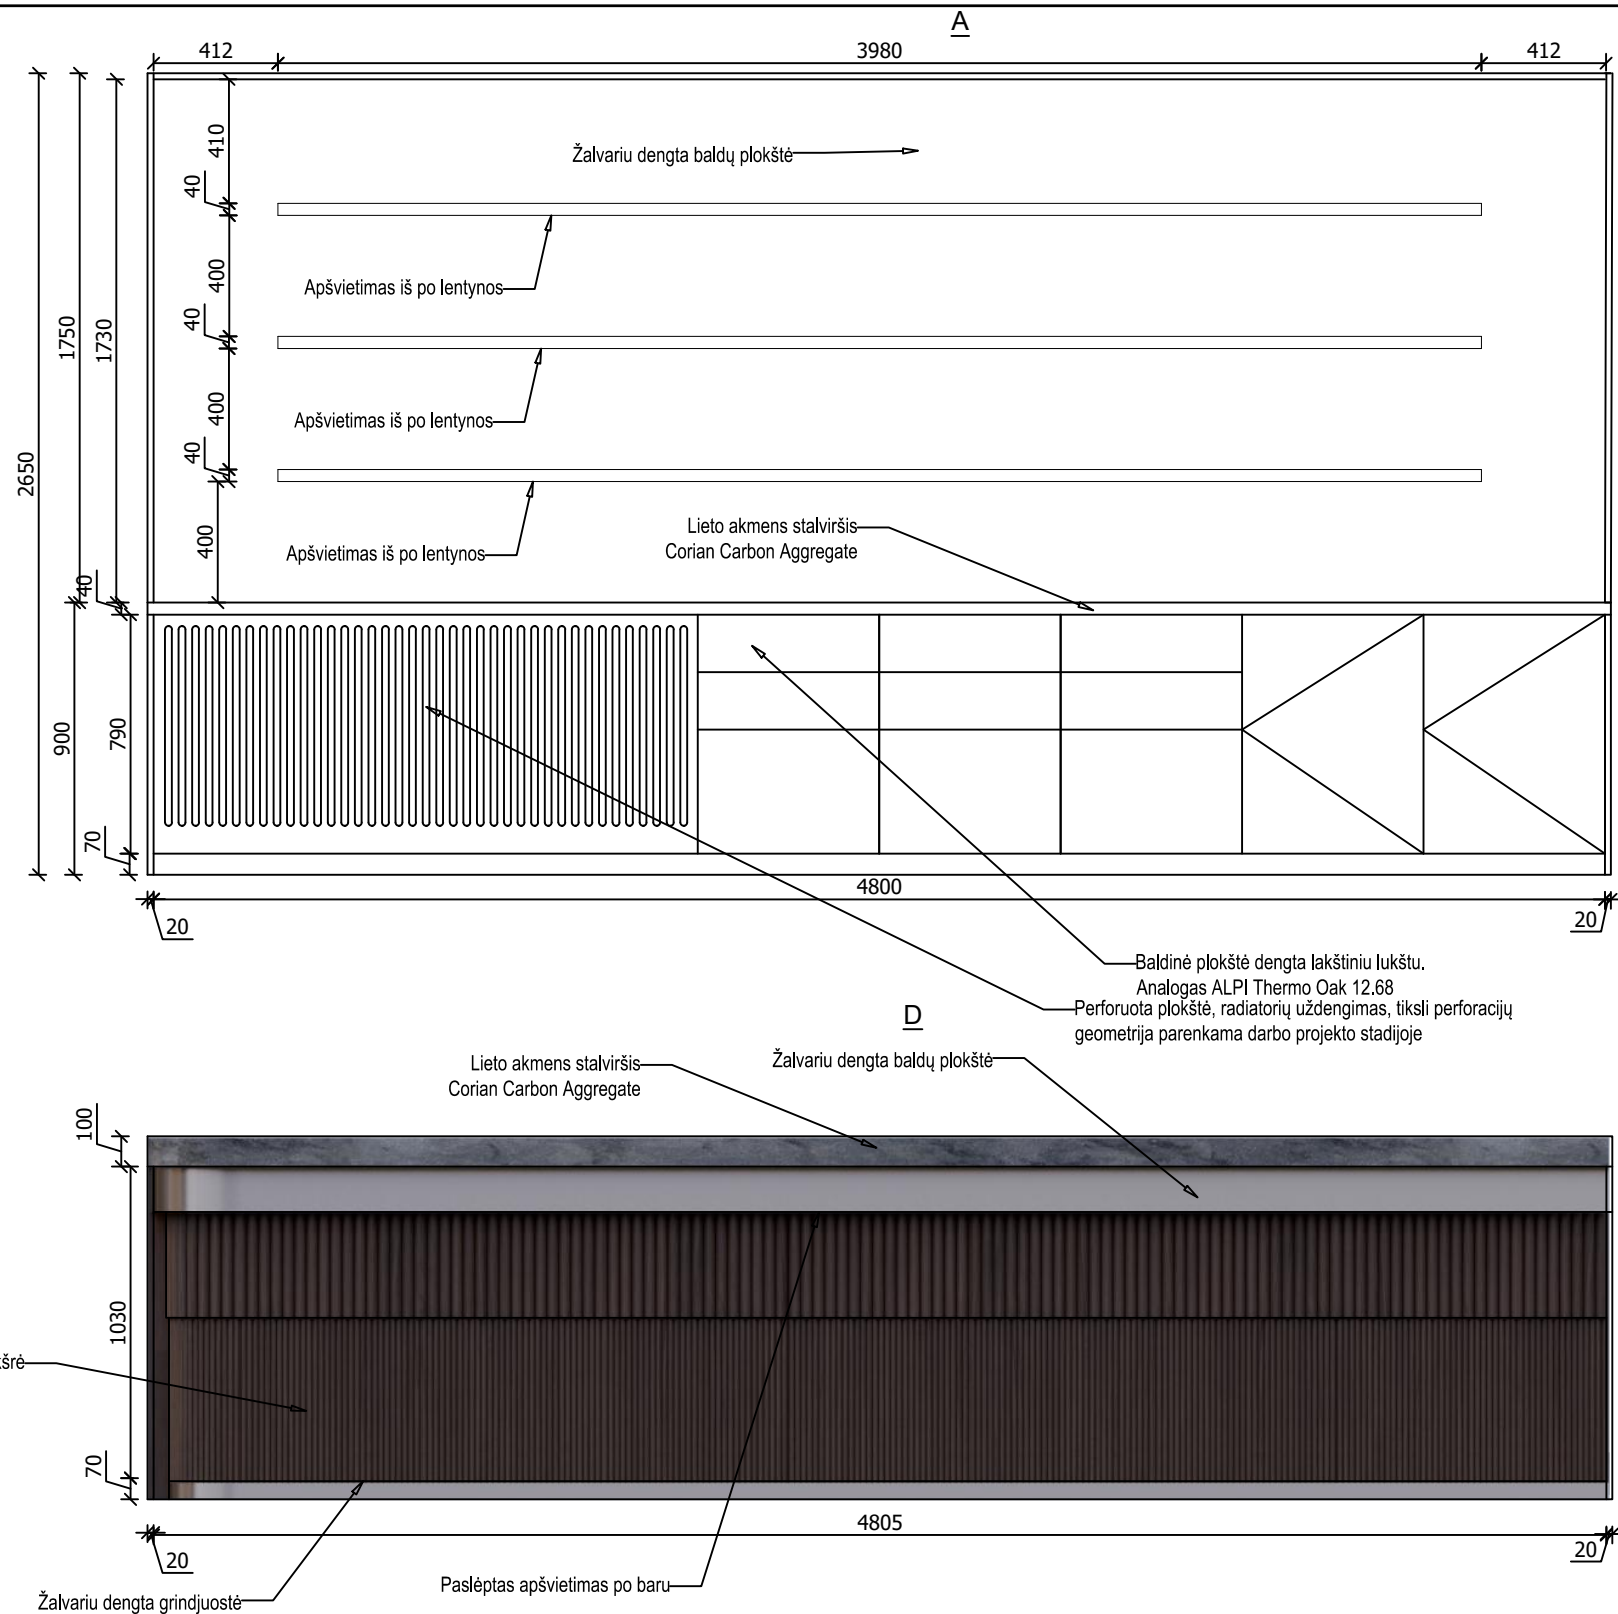 A
412
3980
412
410
Žalvariu dengta baldų plokštė
40
400
Apšvietimas iš po lentynos
40
1750
1730
400
Apšvietimas iš po lentynos
40
2650
Lieto akmens stalviršis
Corian Carbon Aggregate
400
Apšvietimas iš po lentynos
40
900
790
70
4800
20
20
Baldinė plokštė dengta lakštiniu lukštu.
Analogas ALPI Thermo Oak 12.68
Perforuota plokštė, radiatorių uždengimas, tiksli perforacijų
geometrija parenkama darbo projekto stadijoje
D
Lieto akmens stalviršis
Corian Carbon Aggregate
Žalvariu dengta baldų plokštė
100
1030
kšrė
70
4805
20
20
Paslėptas apšvietimas po baru
Žalvariu dengta grindjuostė